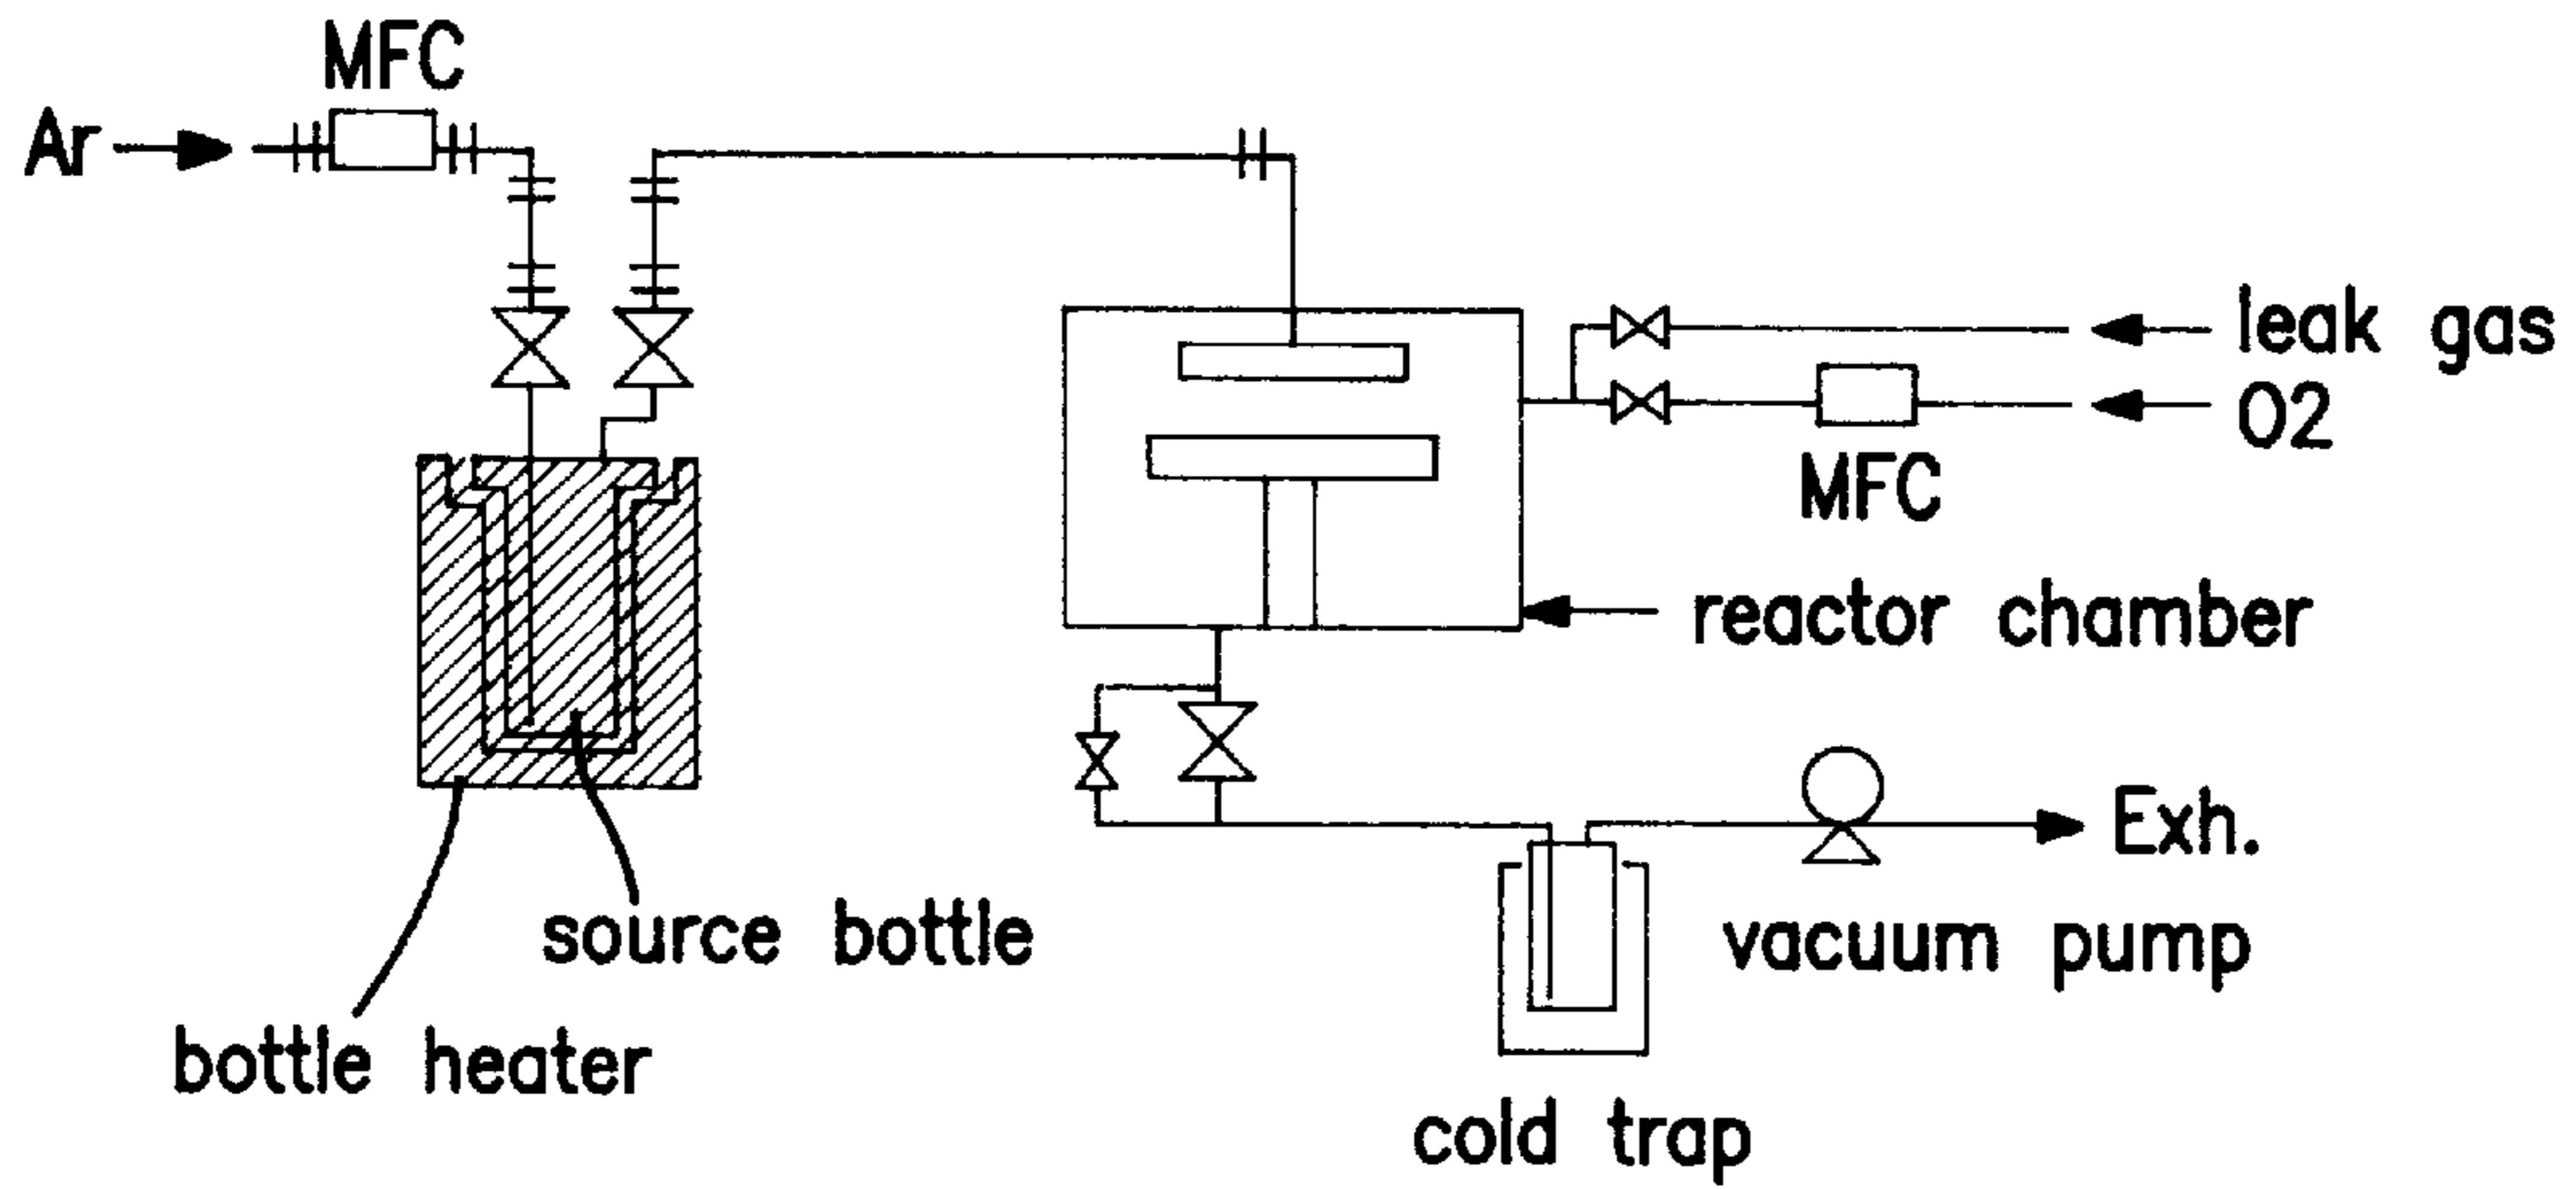 MFC
Ar
leak gas
O2
MFC
reactor chamber
Exh.
source bottle
vacuum pump
bottle heater
cold trap